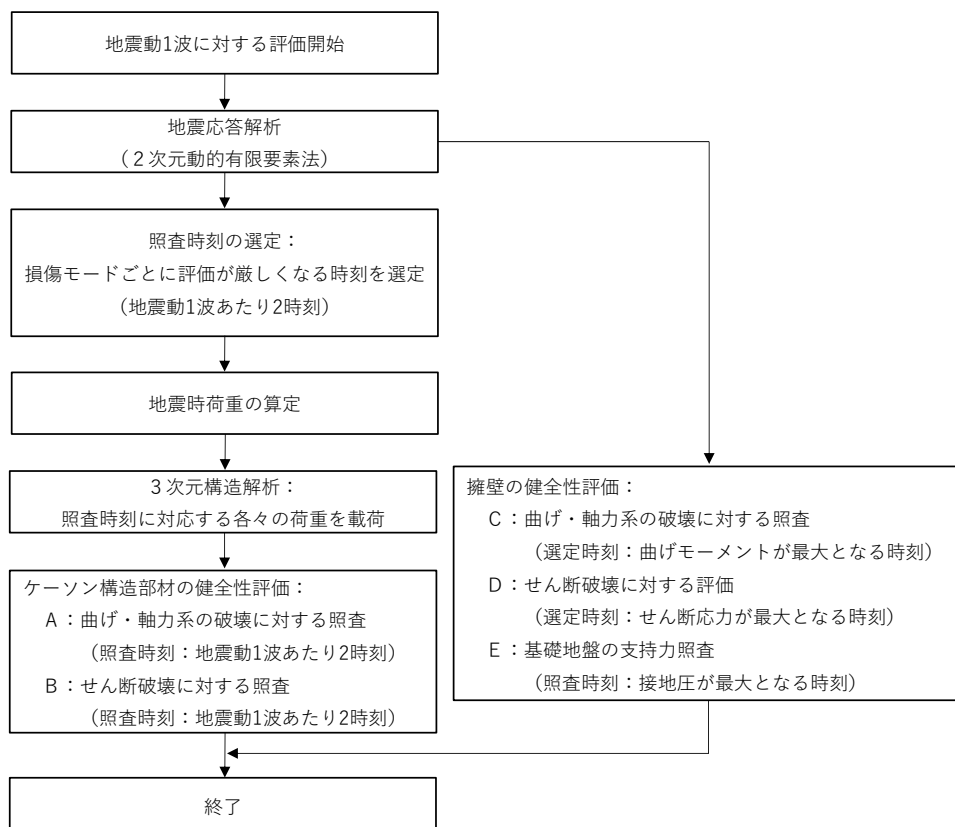 地震動1波に対する評価開始
地震応答解析
(2次元動的有限要素法)
照査時刻の選定：
損傷モードごとに評価が厳しくなる時刻を選定
(地震動1波あたり2時刻)
地震時荷重の算定
3次元構造解析：
照査時刻に対応する各々の荷重を載荷
ケーソン構造部材の健全性評価：
A：曲げ・軸力系の破壊に対する照査
(照査時刻：地震動1波あたり2時刻)
B：せん断破壊に対する照査
(照査時刻：地震動1波あたり2時刻)
擁壁の健全性評価：
C：曲げ・軸力系の破壊に対する照査
(選定時刻：曲げモーメントが最大となる時刻)
D：せん断破壊に対する評価
(選定時刻：せん断応力が最大となる時刻)
E：基礎地盤の支持力照査
(照査時刻：接地圧が最大となる時刻)
終了